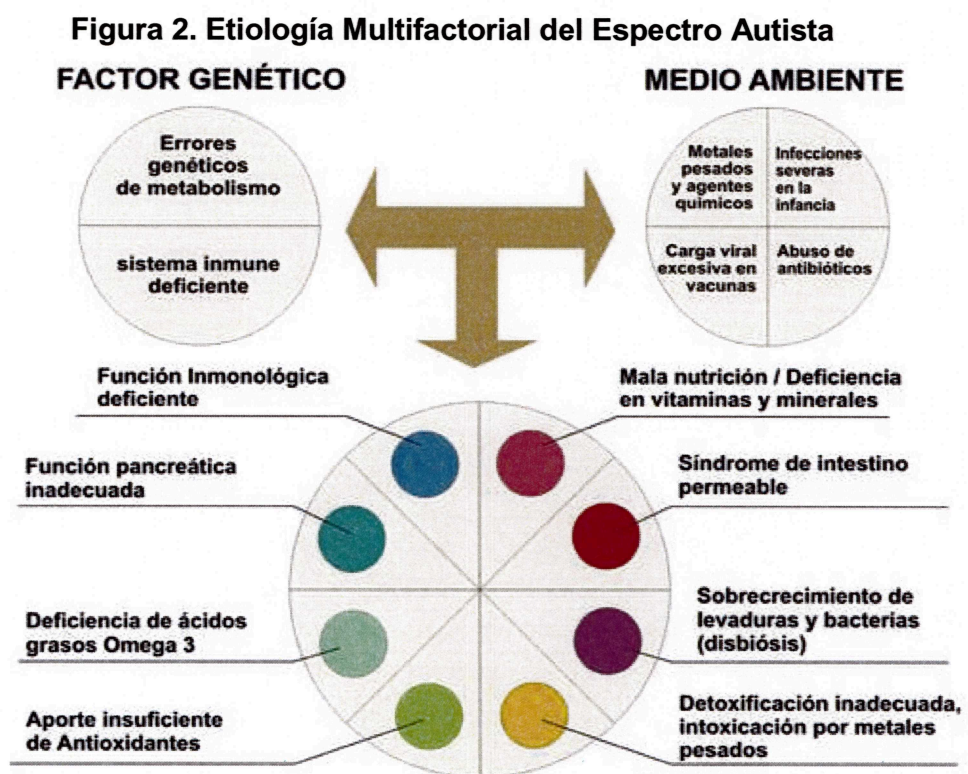 Figura 2. Etiología Multifactorial del Espectro Autista
FACTOR GENÉTICO
MEDIO AMBIENTE
Errores
genéticos
de metabolismo
sistema inmune
deficiente
Metales
pesados
y agentes
químicos
Infecciones
severas
en la
infancia
Carga viral
excesiva en
vacunas
Abuso de
antibióticos
Función Inmonológica
deficiente
Mala nutrición / Deficiencia
en vitaminas y minerales
Función pancreática
inadecuada
Síndrome de intestino
permeable
Deficiencia de ácidos
grasos Omega 3
Sobrecrecimiento de
levaduras y bacterías
(disbiósis)
Aporte insuficiente
de Antioxidantes
Detoxificación inadecuada,
intoxicación por metales
pesados